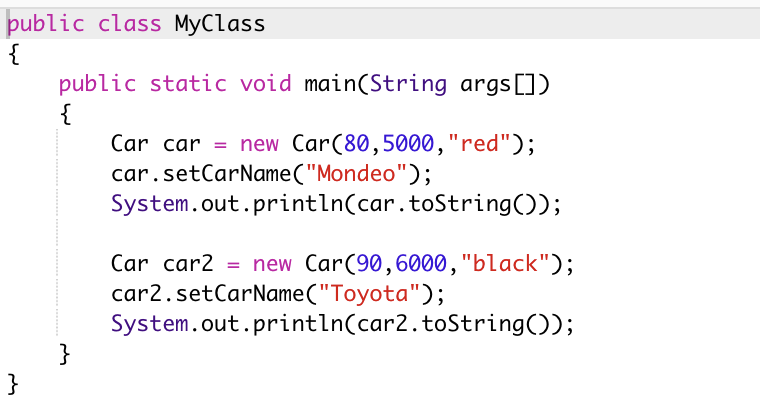 public class MyClass
{
    public static void main(String args[])
    {
        Car car = new Car(80,5000,"red");
        car.setCarName("Mondeo");
        System.out.println(car.toString());

        Car car2 = new Car(90,6000,"black");
        car2.setCarName("Toyota");
        System.out.println(car2.toString());
    }
}